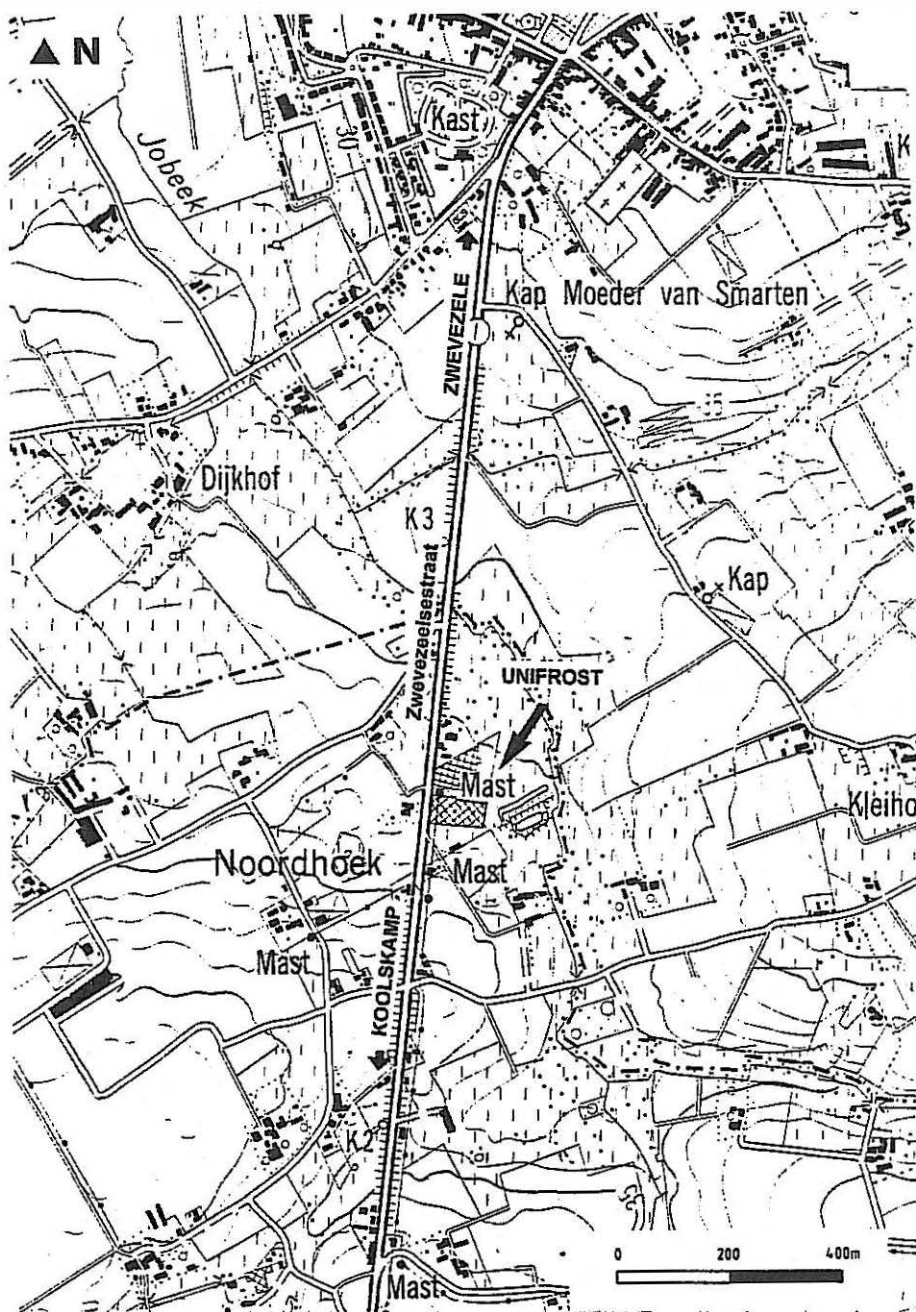 N
Kast
30
Jobeek
K
ZWEVEZELE
Kap Moeder van Smarten
Dijkhof
K3
Zwevezeelsestraat
Kap
UNIFROST
Mast
Kleiho
Noordhoek
Mast
Mast
KOOLSKAMP
K2
0 200 400m
Mast